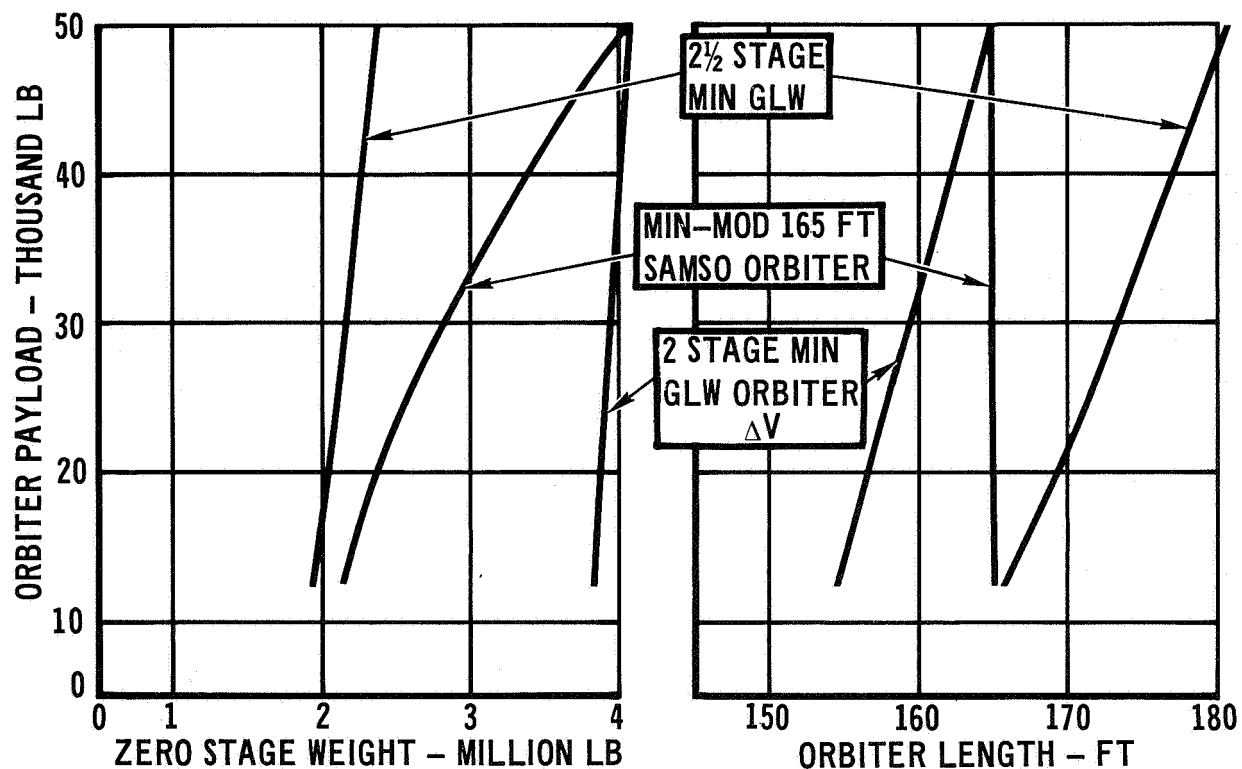 50
40
30
20
10
0
ORBITER PAYLOAD – THOUSAND LB
0 1 2 3 4
ZERO STAGE WEIGHT – MILLION LB
2½ STAGE
MIN GLW
MIN–MOD 165 FT
SAMSO ORBITER
2 STAGE MIN
GLW ORBITER
ΔV
150 160 170 180
ORBITER LENGTH – FT